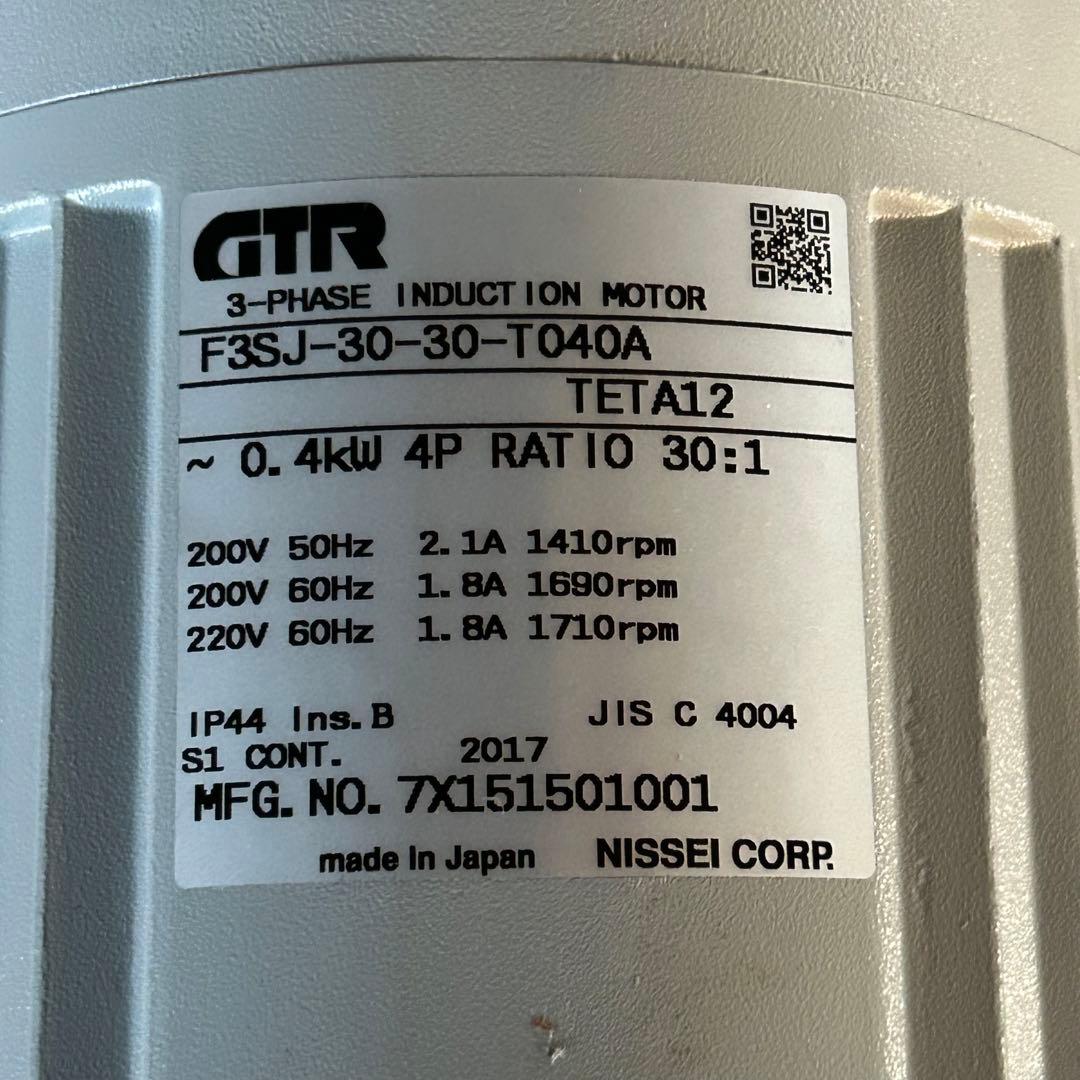 GTR
3-PHASE INDUCTION MOTOR
F3SJ-30-30-T040A
TETA12
~ 0.4kW 4P RATIO 30:1
200V 50Hz 2.1A 1410rpm
200V 60Hz 1.8A 1690rpm
220V 60Hz 1.8A 1710rpm
IP44 Ins.B JIS C 4004
S1 CONT. 2017
MFG.NO. 7X151501001
made In Japan NISSEI CORP.